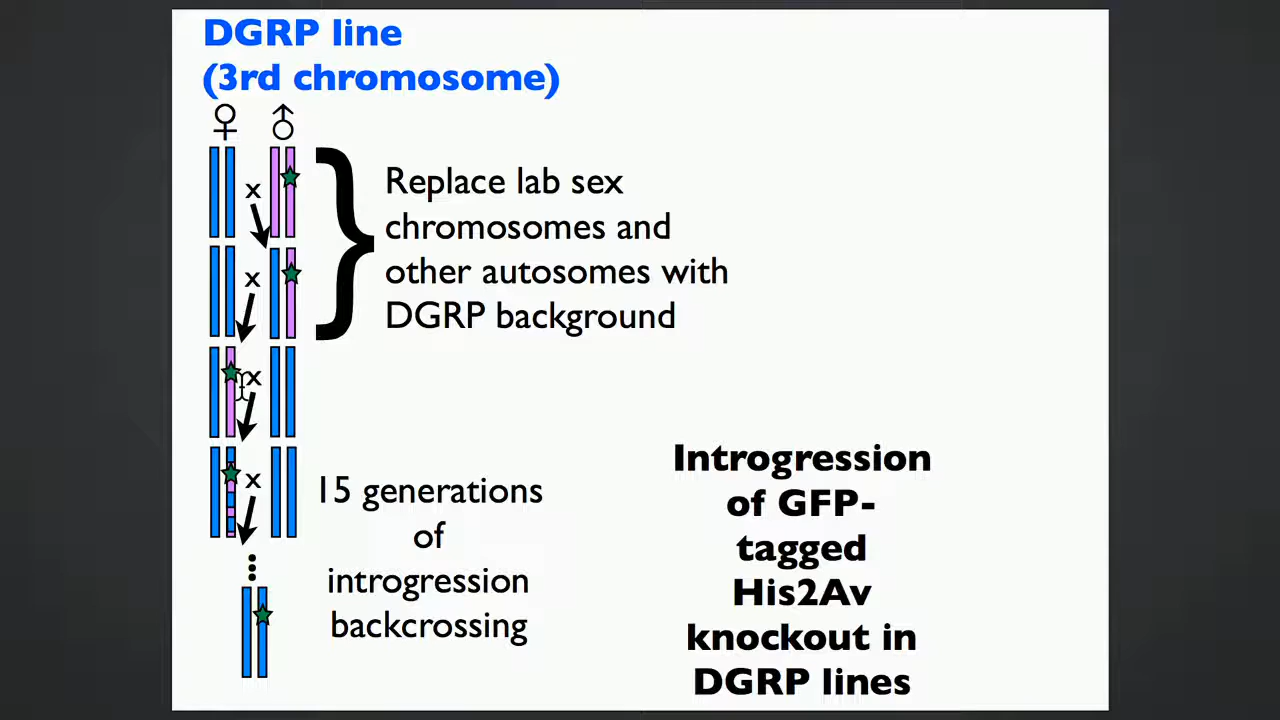 DGRP line
(3rd chromosome)
♀ ♂
x
Replace lab sex
chromosomes and
other autosomes with
DGRP background
x
x
x
15 generations
of
introgression
backcrossing
Introgression
of GFP-
tagged
His2Av
knockout in
DGRP lines